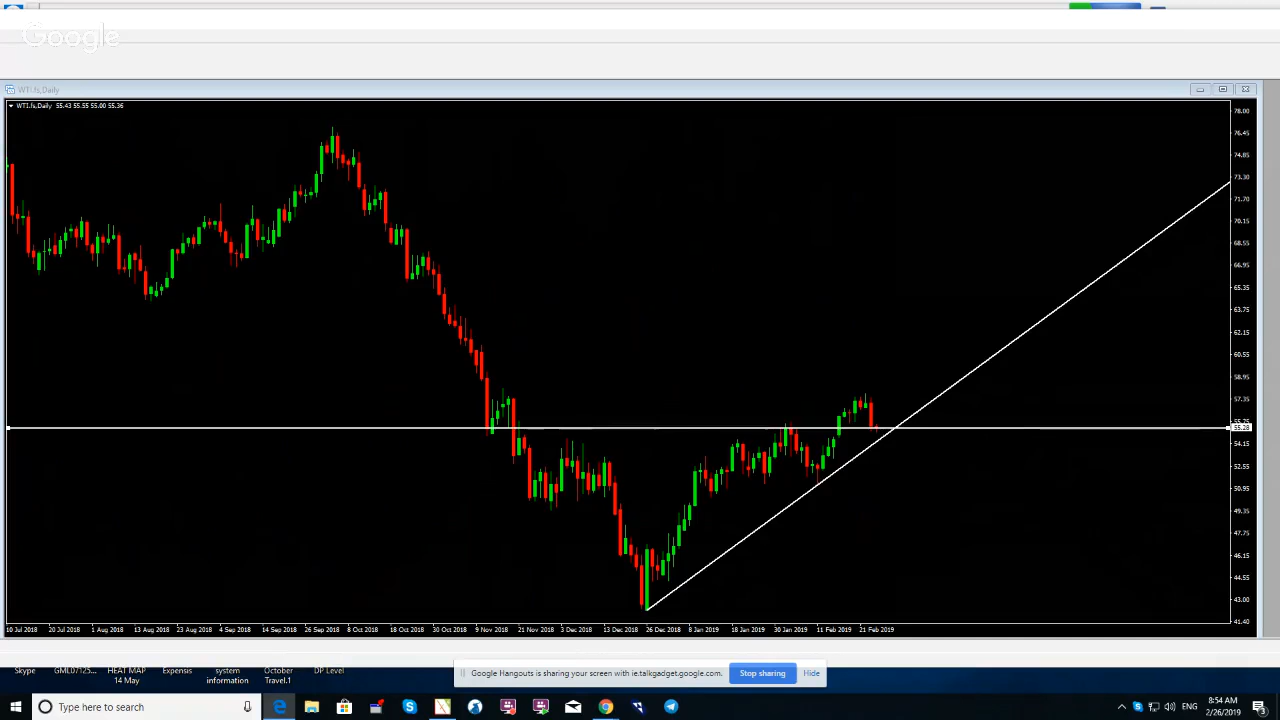 Google
WTI.fs,Daily
WTI.fs,Daily 55.43 55.55 55.00 55.36
78.00
76.45
74.85
73.30
71.70
70.15
68.55
66.95
65.35
63.75
62.15
60.55
58.95
57.35
55.28
54.15
52.55
50.95
49.35
47.75
46.15
44.55
43.00
41.40
10 Jul 2018 20 Jul 2018 1 Aug 2018 13 Aug 2018 23 Aug 2018 4 Sep 2018 14 Sep 2018 26 Sep 2018 8 Oct 2018 18 Oct 2018 30 Oct 2018 9 Nov 2018 21 Nov 2018 3 Dec 2018 13 Dec 2018 26 Dec 2018 8 Jan 2019 18 Jan 2019 30 Jan 2019 11 Feb 2019 21 Feb 2019
Skype GML07125... HEAT MAP Expensis system October DP Level
14 May information Travel.1
Google Hangouts is sharing your screen with ie.talkgadget.google.com. Stop sharing Hide
Type here to search
ENG
8:54 AM
2/26/2019
3